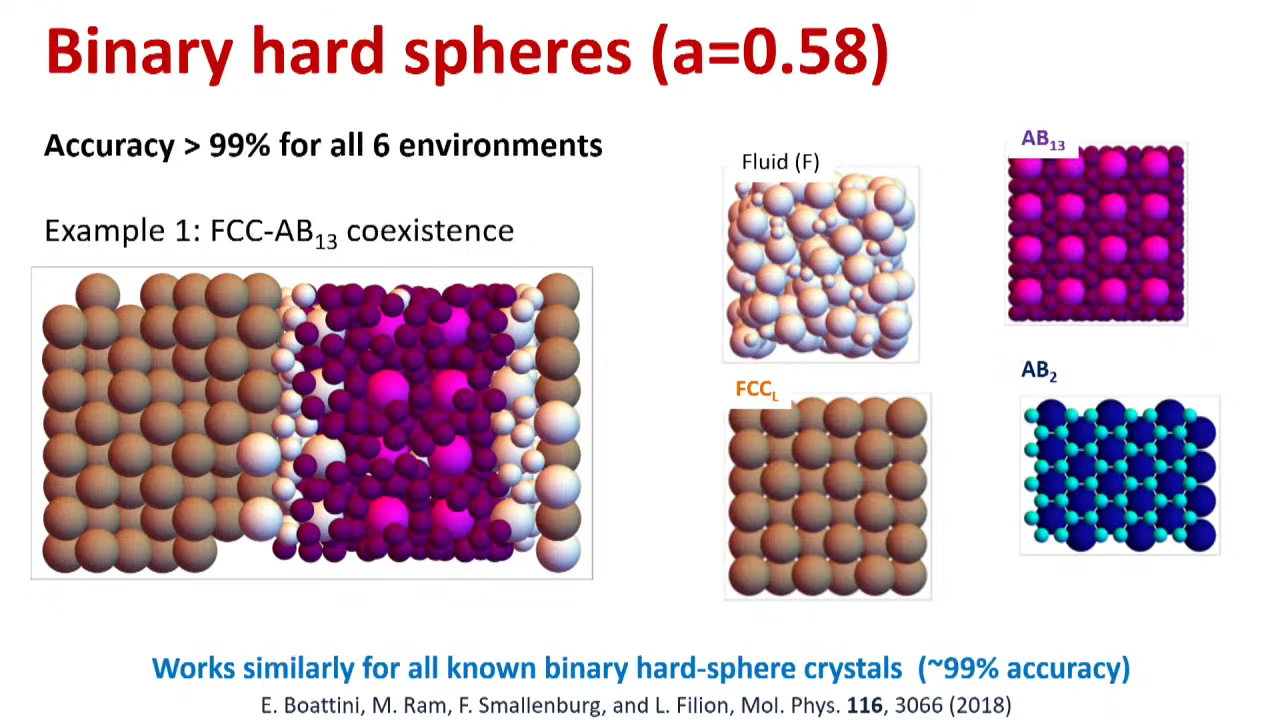 Binary hard spheres (a=0.58)
Accuracy > 99% for all 6 environments
Example 1: FCC-AB13 coexistence
Fluid (F)
AB13
FCCL
AB2
Works similarly for all known binary hard-sphere crystals (~99% accuracy)
E. Boattini, M. Ram, F. Smallenburg, and L. Filion, Mol. Phys. 116, 3066 (2018)